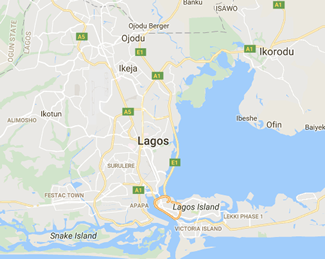 Banku
ISAWO
Ojodu Berger
OGUN STATE
LAGOS
A5
Ojodu
E1
Ikorodu
A1
Ikeja
A1
A5
Ikotun
Ibeshe
Ofin
Baiyek
ALIMOSHO
Lagos
SURULERE
E1
FESTAC TOWN
A1
APAPA
Lagos Island
LEKKI PHASE 1
VICTORIA ISLAND
Snake Island